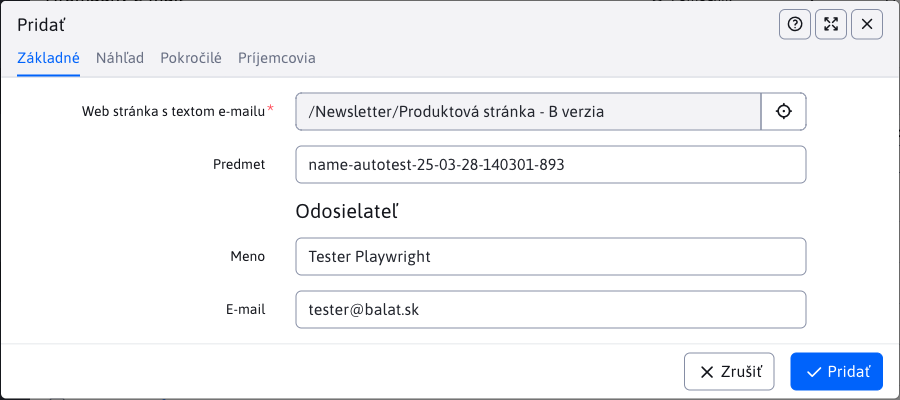 Pridať
Základné Náhľad Pokročilé Príjemcovia
Web stránka s textom e-mailu* /Newsletter/Produktová stránka - B verzia
Predmet name-autotest-25-03-28-140301-893
Odosielateľ
Meno Tester Playwright
E-mail tester@balat.sk
Zrušiť Pridať